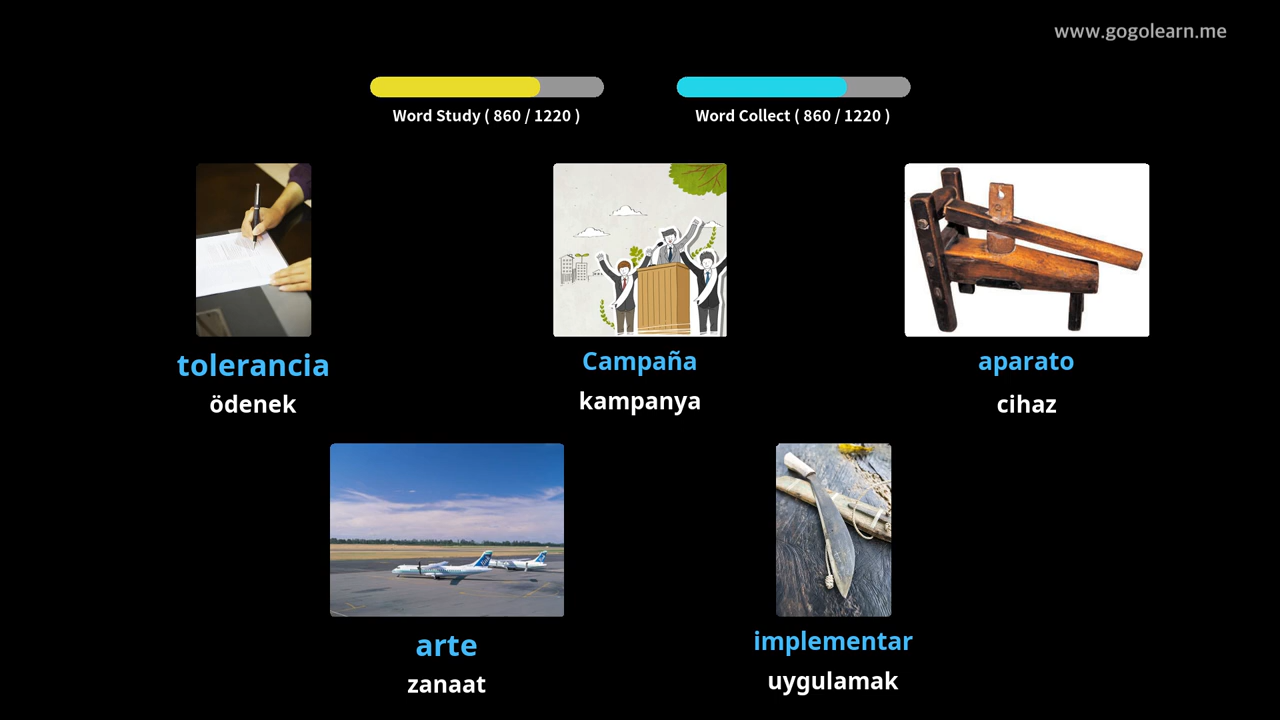 www.gogolearn.me
Word Study ( 860 / 1220 )
Word Collect ( 860 / 1220 )
tolerancia
ödenek
Campaña
kampanya
aparato
cihaz
arte
zanaat
implementar
uygulamak